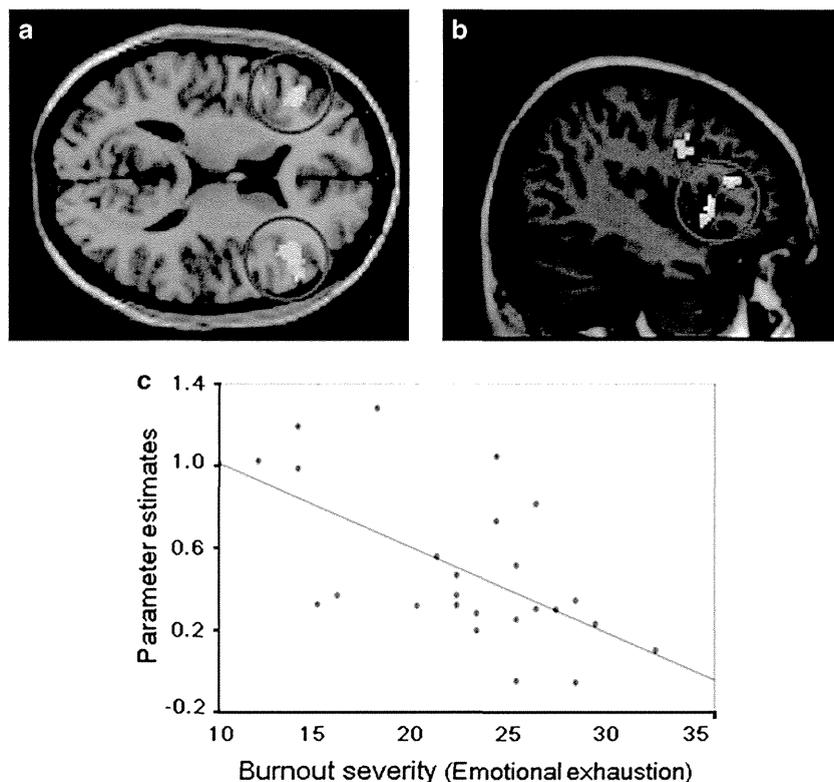 a
b
c
1.4
1.0
0.6
0.2
-0.2
Parameter estimates
10 15 20 25 30 35
Burnout severity (Emotional exhaustion)